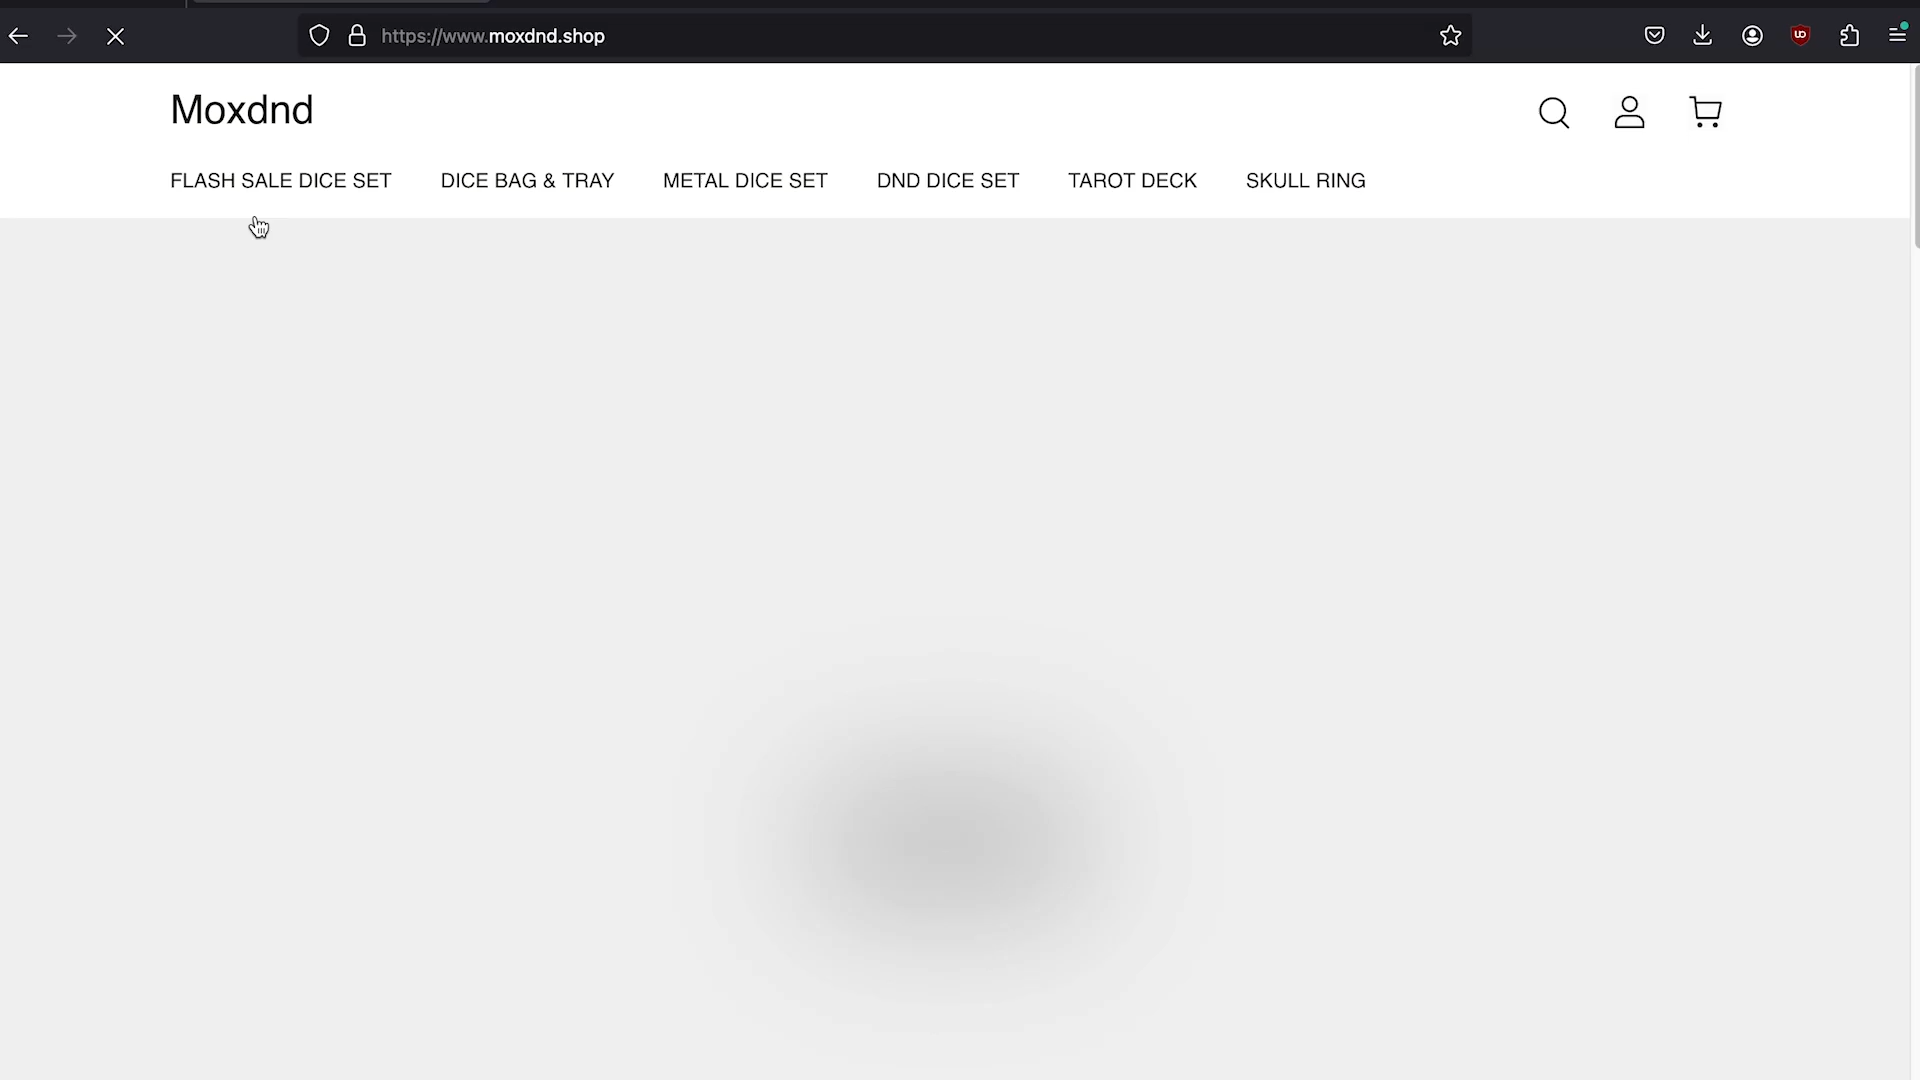 https://www.moxdnd.shop
Moxdnd
FLASH SALE DICE SET DICE BAG & TRAY METAL DICE SET DND DICE SET TAROT DECK SKULL RING